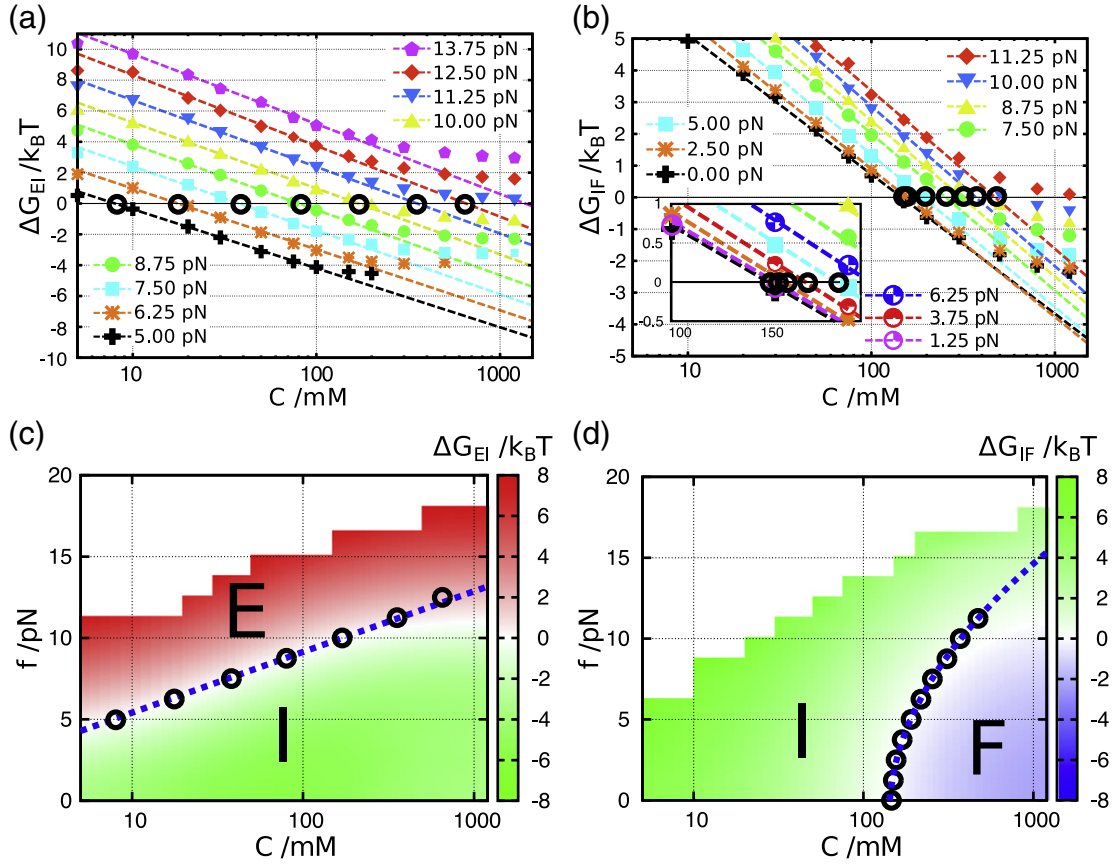 (a)
ΔG_EI /k_BT
10
8
6
4
2
0
-2
-4
-6
-8
-10
13.75 pN
12.50 pN
11.25 pN
10.00 pN
8.75 pN
7.50 pN
6.25 pN
5.00 pN
10
100
1000
C /mM
(b)
ΔG_IF /k_BT
5
4
3
2
1
0
-1
-2
-3
-4
-5
11.25 pN
10.00 pN
8.75 pN
7.50 pN
5.00 pN
2.50 pN
0.00 pN
1
0.5
0
-0.5
100
150
6.25 pN
3.75 pN
1.25 pN
10
100
1000
C /mM
(c)
ΔG_EI /k_BT
f /pN
20
15
10
5
0
E
I
10
100
1000
C /mM
6
4
2
0
-2
-4
-6
-8
8
(d)
ΔG_IF /k_BT
f /pN
20
15
10
5
0
I
F
10
100
1000
C /mM
8
6
4
2
0
-2
-4
-6
-8